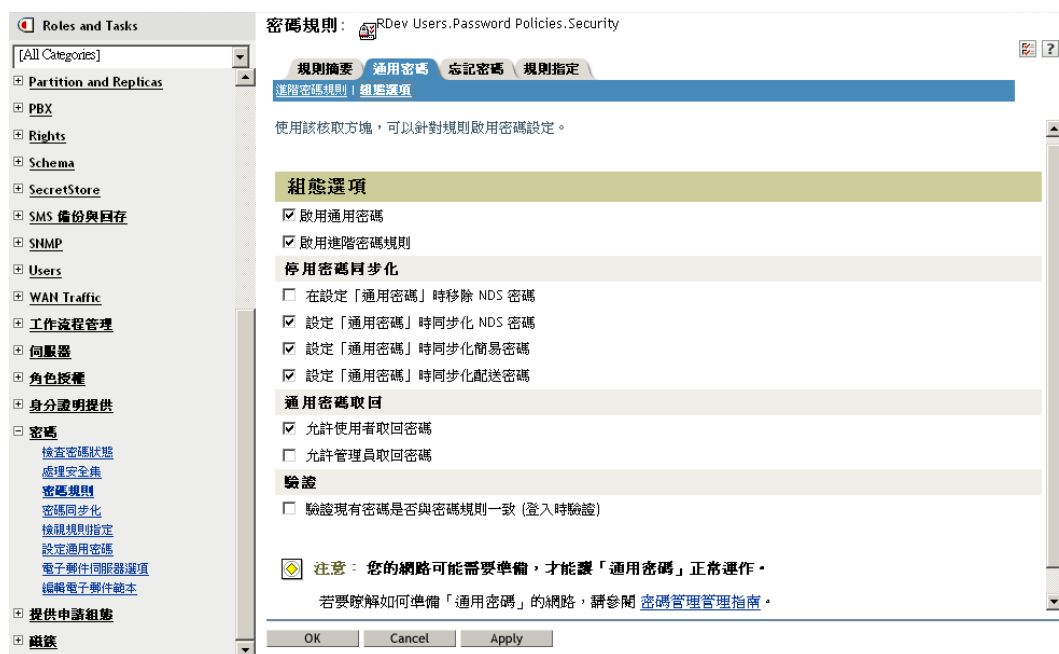 Roles and Tasks
[All Categories]
Partition and Replicas
PBX
Rights
Schema
SecretStore
SMS 備份與回存
SNMP
Users
WAN Traffic
工作流程管理
伺服器
角色授權
身分證明提供
密碼
檢查密碼狀態
處理安全集
密碼規則
密碼同步化
檢視規則指定
設定通用密碼
電子郵件伺服器選項
編輯電子郵件範本
提供申請組態
磁簇
密碼規則: RDev Users.Password Policies.Security
?
規則摘要 通用密碼 忘記密碼 規則指定
進階密碼規則 | 組態選項
使用該核取方塊，可以針對規則啟用密碼設定。
組態選項
啟用通用密碼
啟用進階密碼規則
停用密碼同步化
在設定「通用密碼」時移除 NDS 密碼
設定「通用密碼」時同步化 NDS 密碼
設定「通用密碼」時同步化簡易密碼
設定「通用密碼」時同步化配送密碼
通用密碼取回
允許使用者取回密碼
允許管理員取回密碼
驗證
驗證現有密碼是否與密碼規則一致 (登入時驗證)
注意： 您的網路可能需要準備，才能讓「通用密碼」正常運作。
若要瞭解如何準備「通用密碼」的網路，請參閱 密碼管理管理指南。
OK Cancel Apply